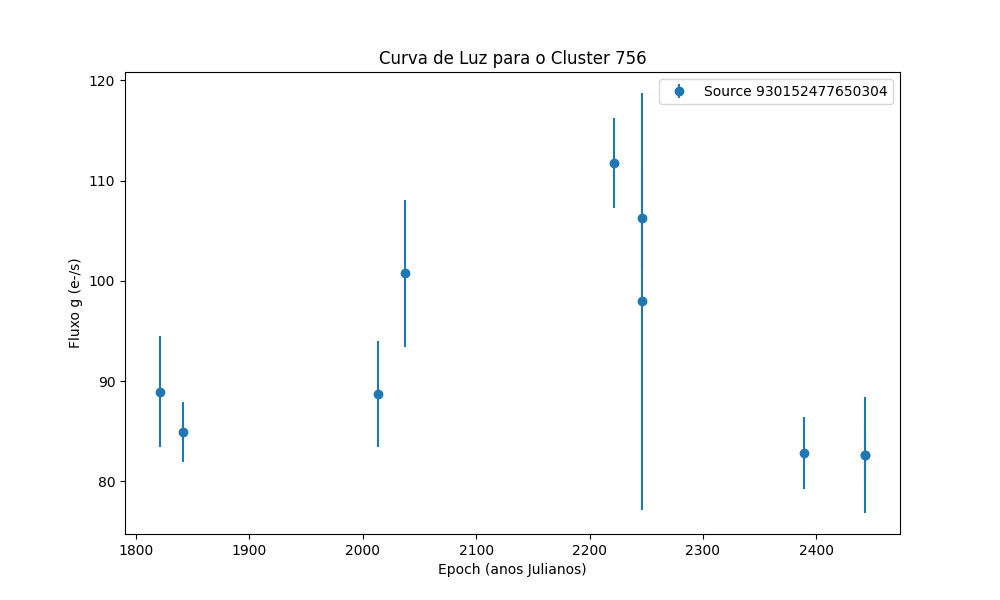 Curva de Luz para o Cluster 756
Source 930152477650304
Fluxo g (e-/s)
120
110
100
90
80
1800 1900 2000 2100 2200 2300 2400
Epoch (anos Julianos)